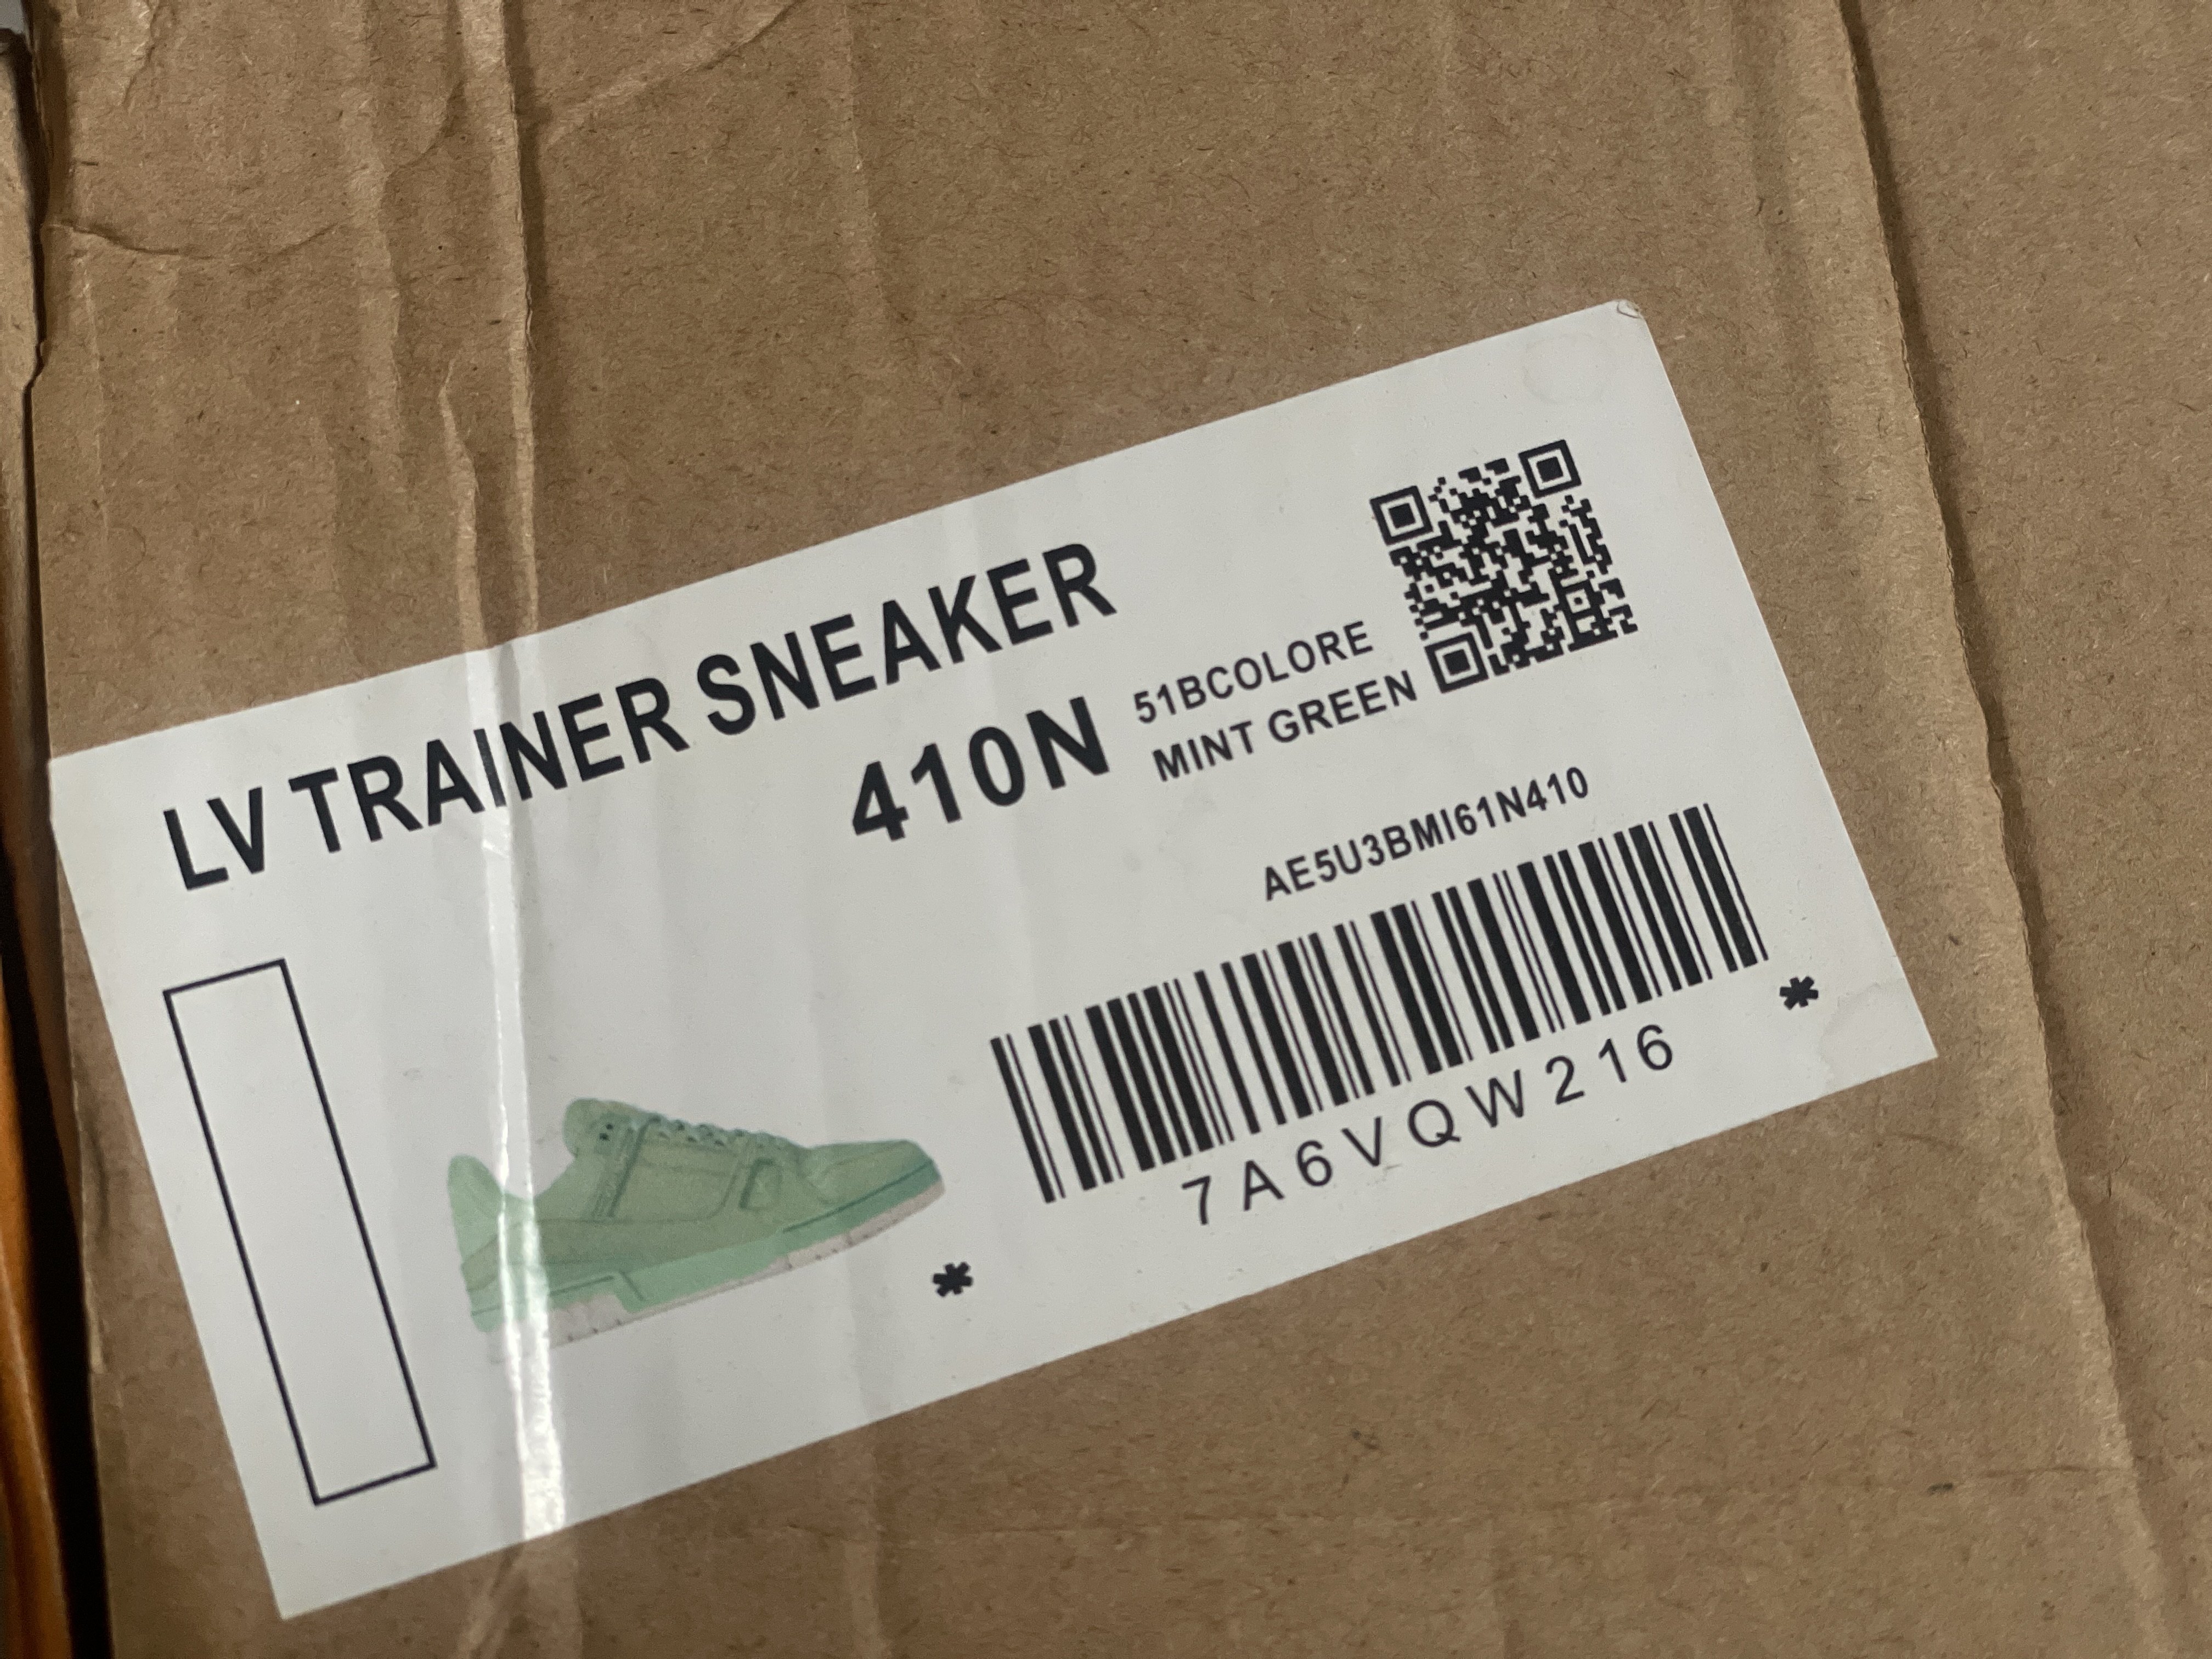 LV TRAINER SNEAKER
410N
51BCOLORE
MINT GREEN
AE5U3BMI61N410
* 7A6VQW216 *